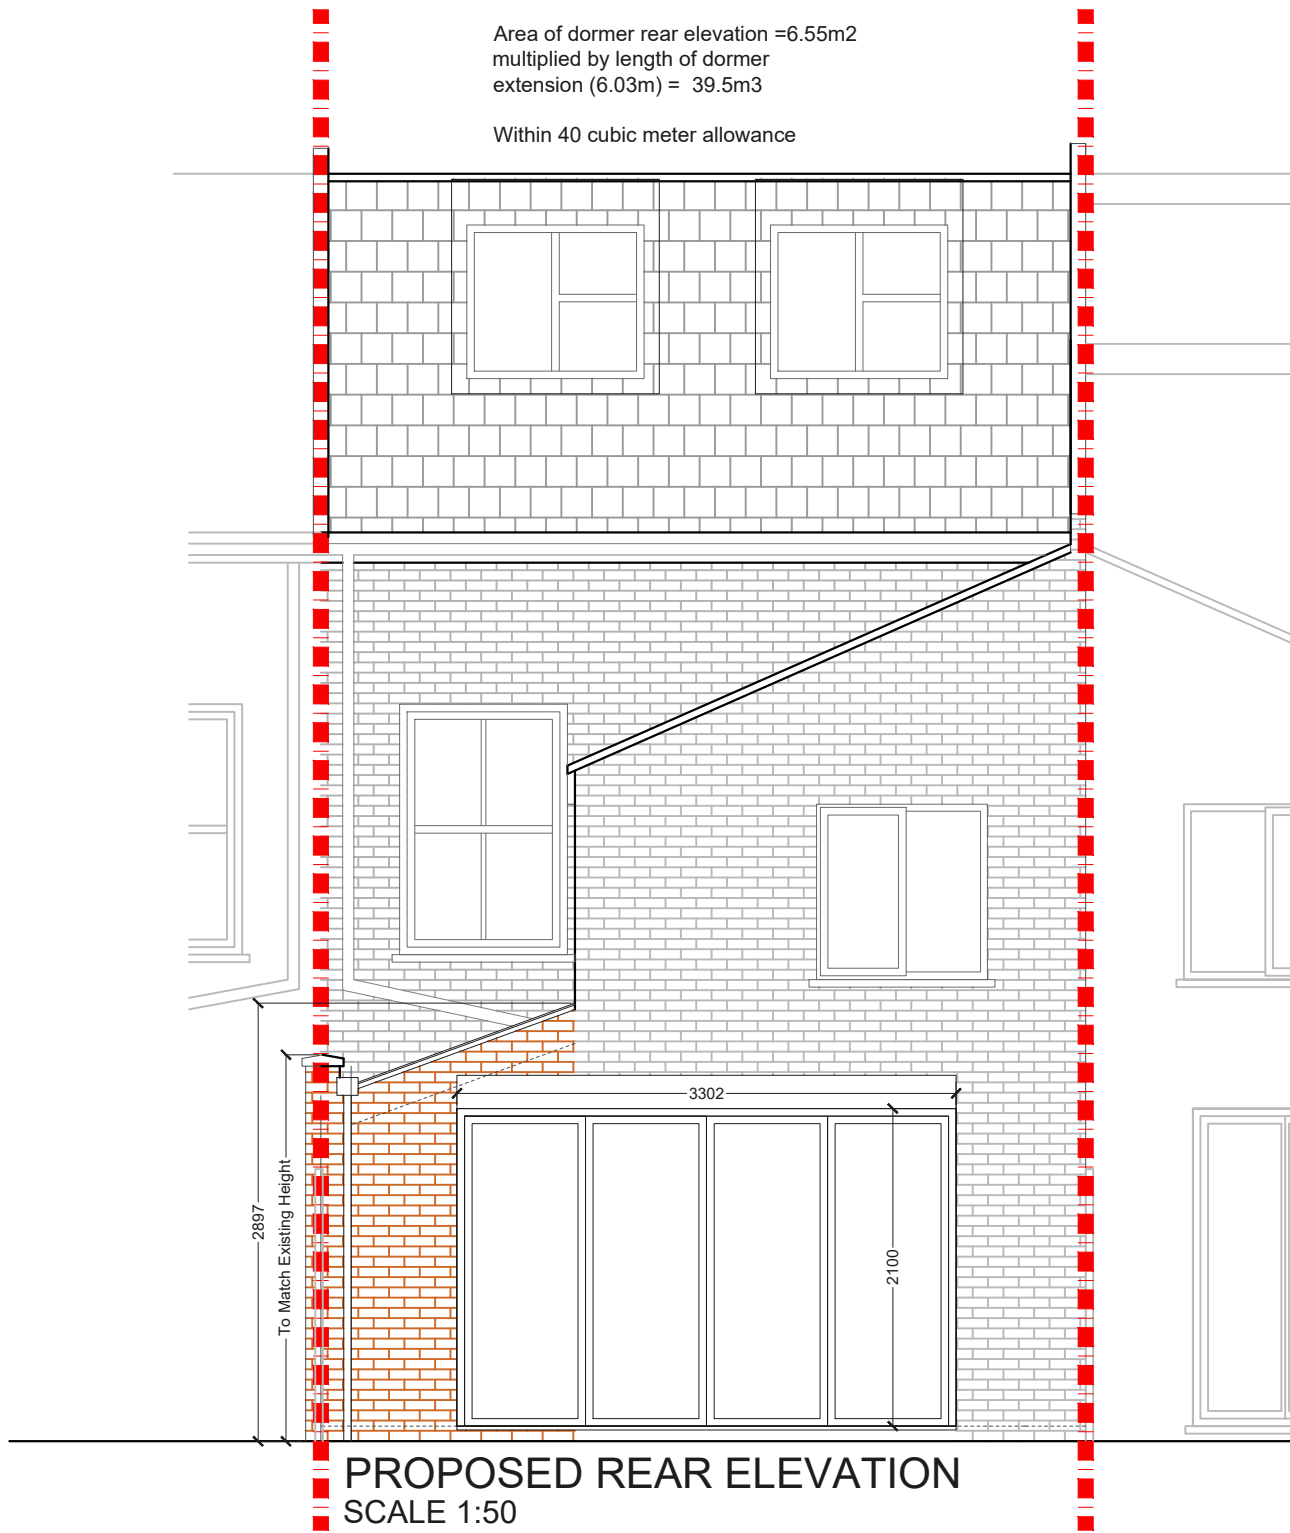 Area of dormer rear elevation =6.55m2
multiplied by length of dormer
extension (6.03m) = 39.5m3
Within 40 cubic meter allowance
3302
2100
2897
To Match Existing Height
PROPOSED REAR ELEVATION
SCALE 1:50